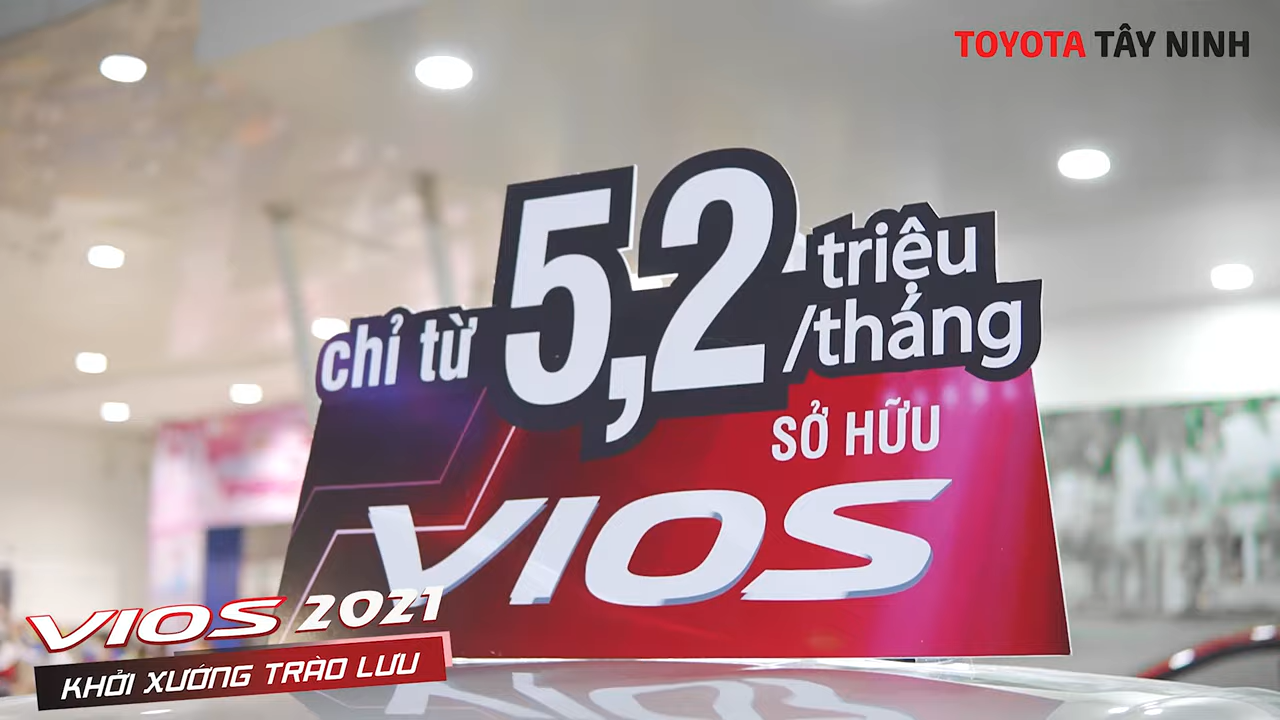 TOYOTA TÂY NINH
chỉ từ 5,2 triệu
/tháng
SỞ HỮU
VIOS
VIOS 2021
KHỞI XƯỚNG TRÀO LƯU